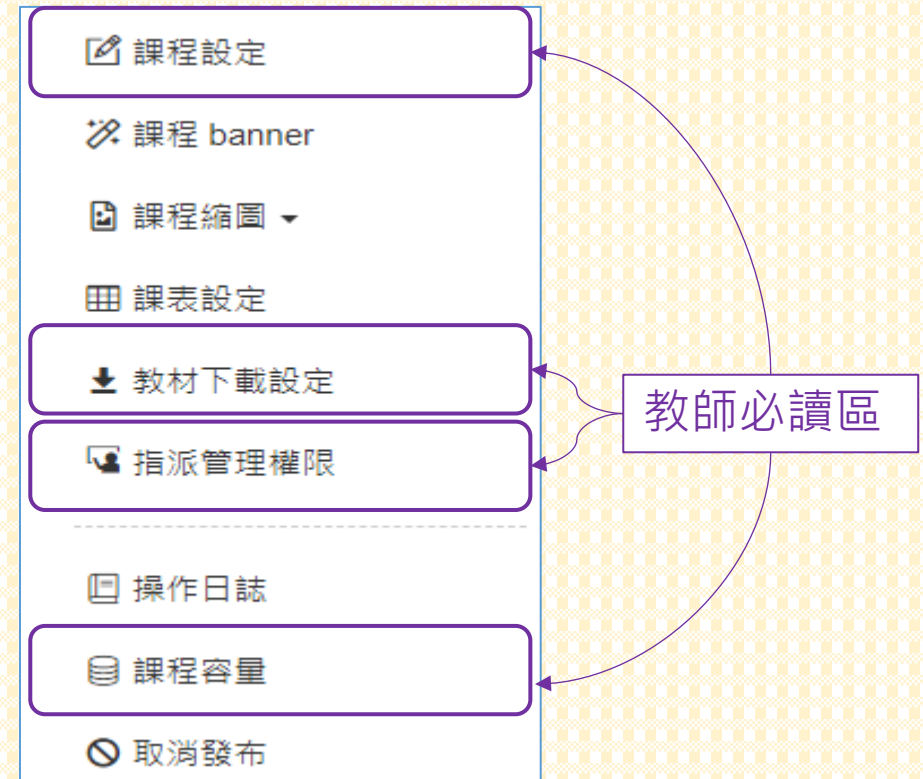 課程設定
課程 banner
課程縮圖
課表設定
教材下載設定
指派管理權限
教師必讀區
操作日誌
課程容量
取消發布